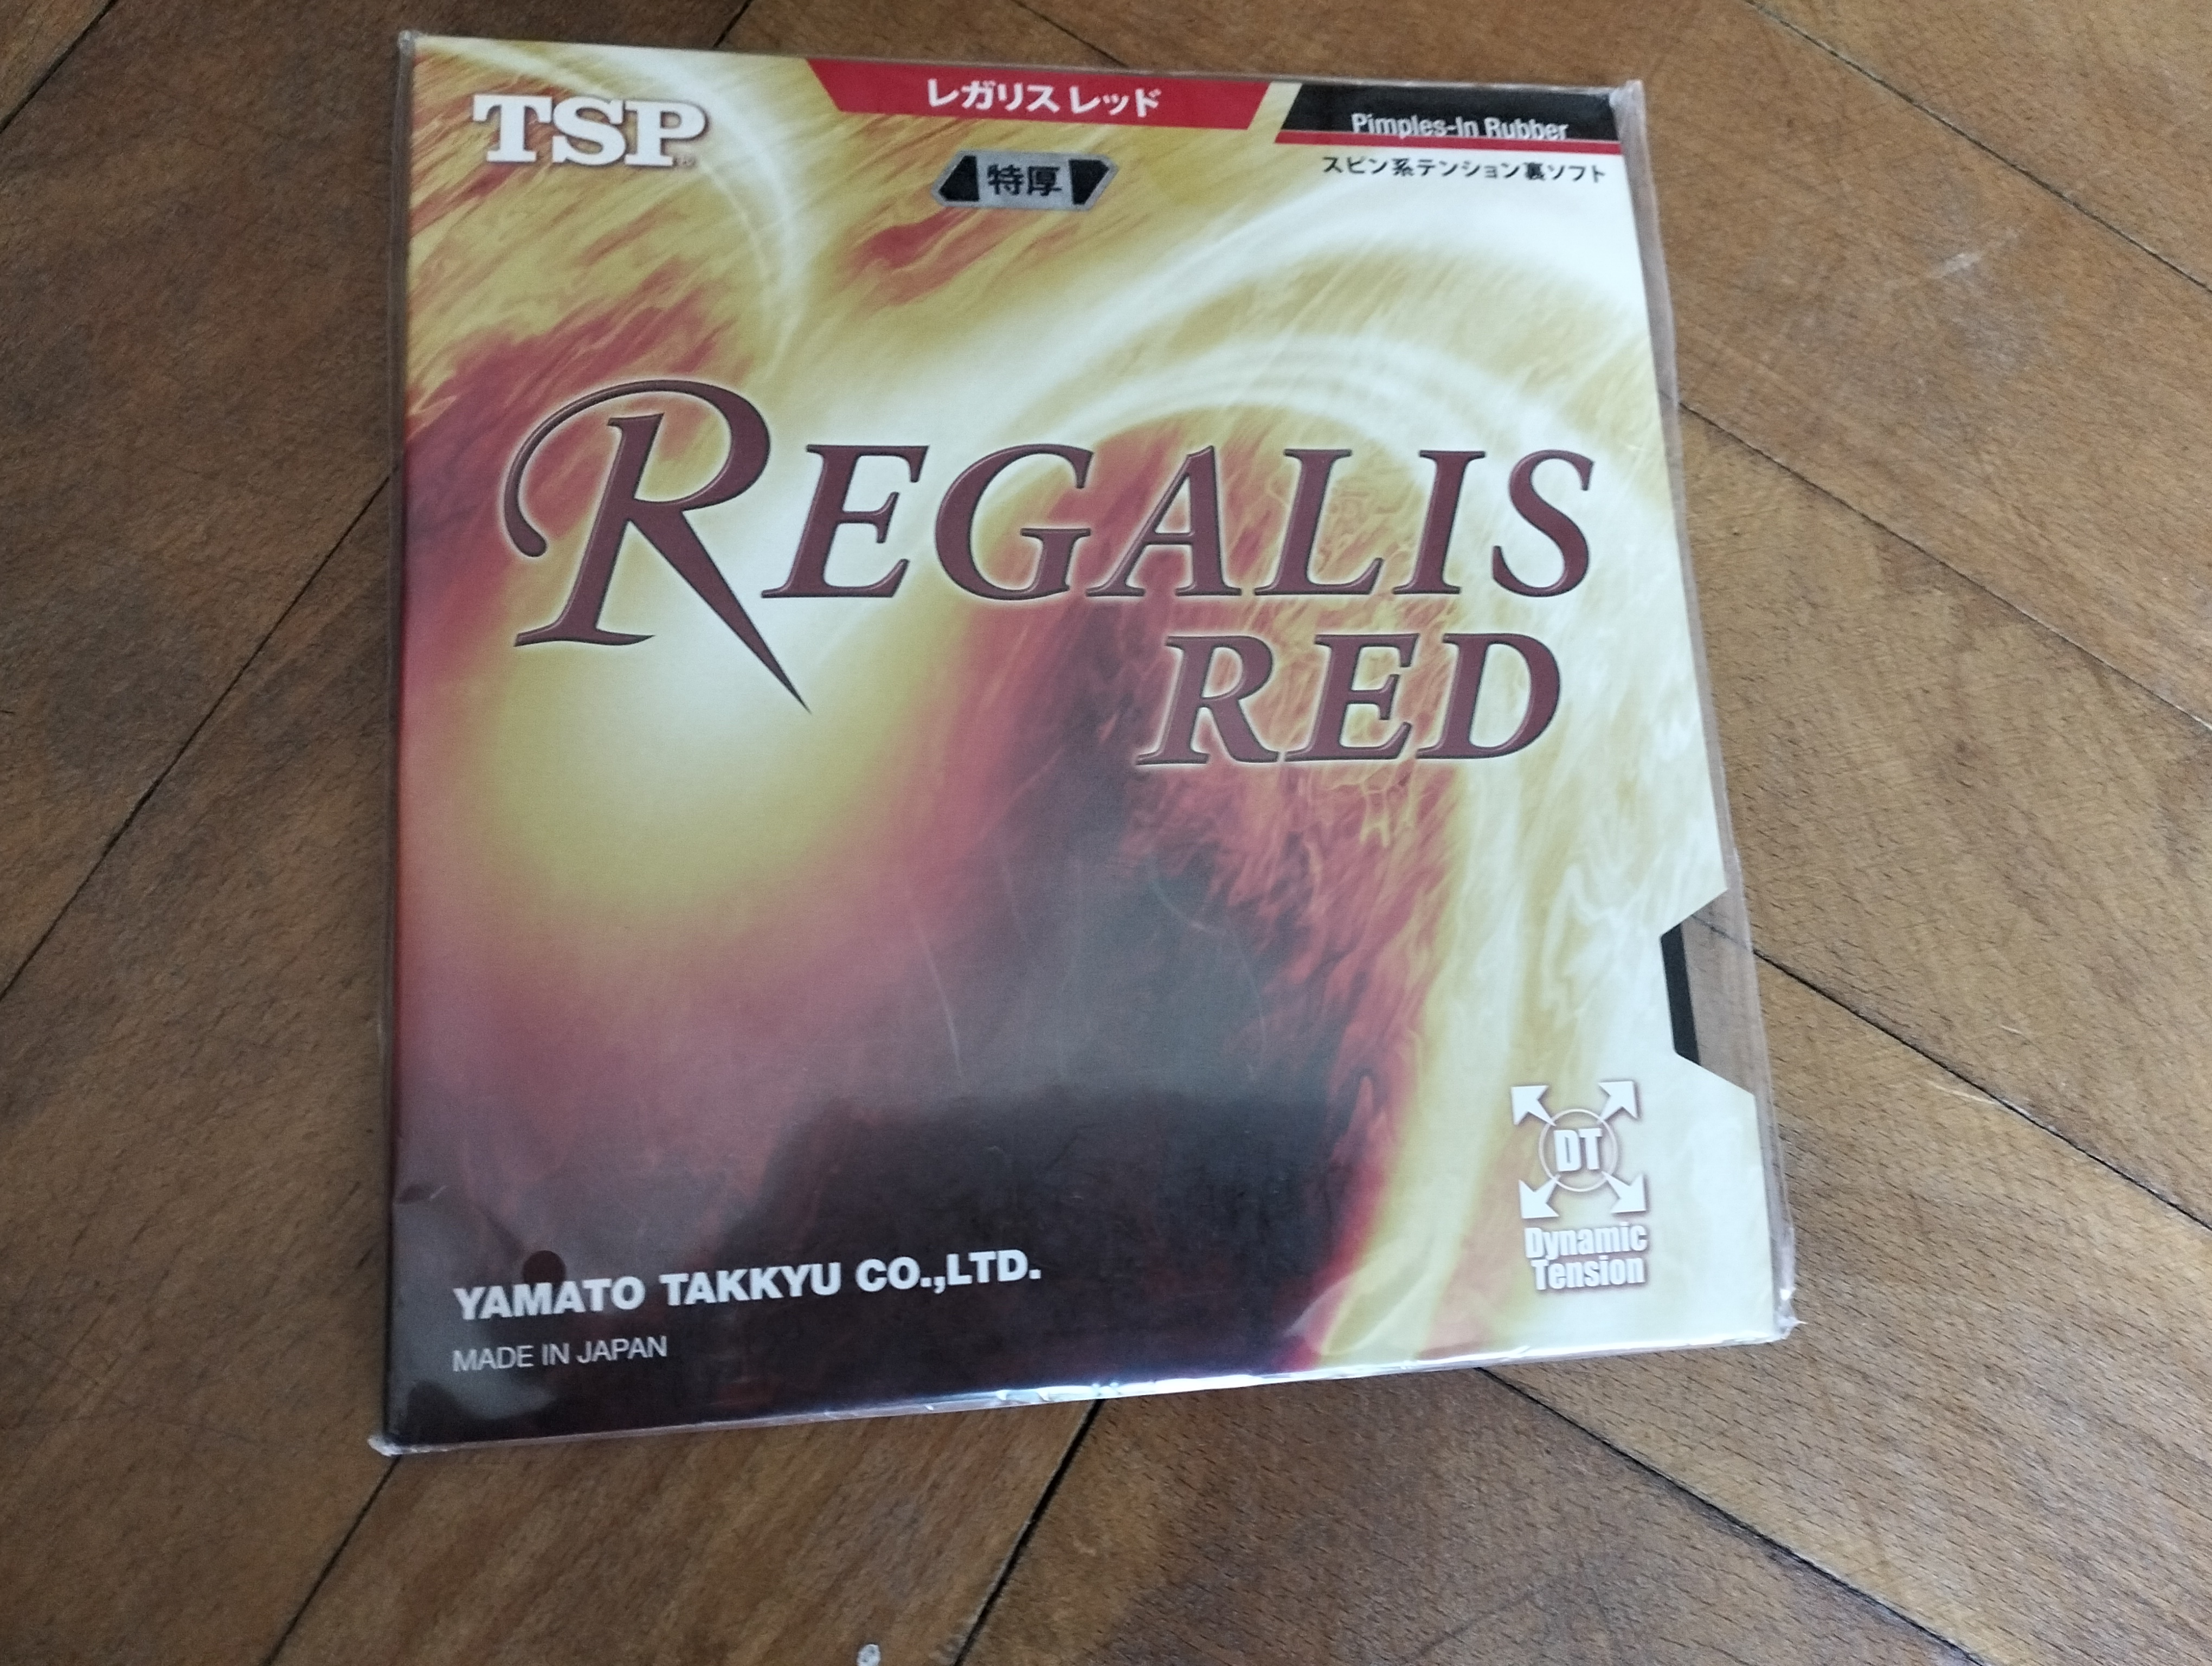 TSP
レガリス レッド
Pimples-In Rubber
特厚
スピン系テンション裏ソフト
REGALIS
RED
DT
Dynamic
Tension
YAMATO TAKKYU CO.,LTD.
MADE IN JAPAN